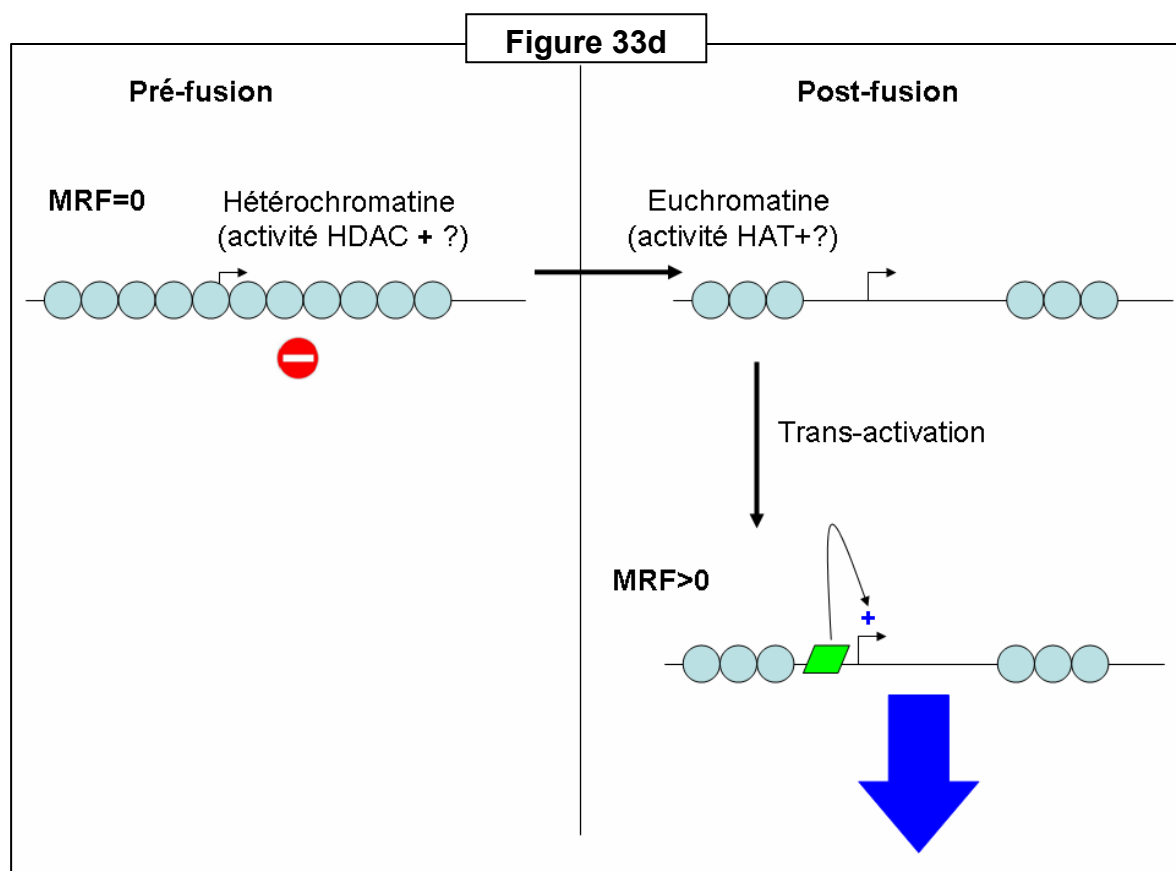 Figure 33d
Pré-fusion
Post-fusion
MRF=0
Hétérochromatine
(activité HDAC + ?)
Euchromatine
(activité HAT+?)
Trans-activation
MRF>0
+